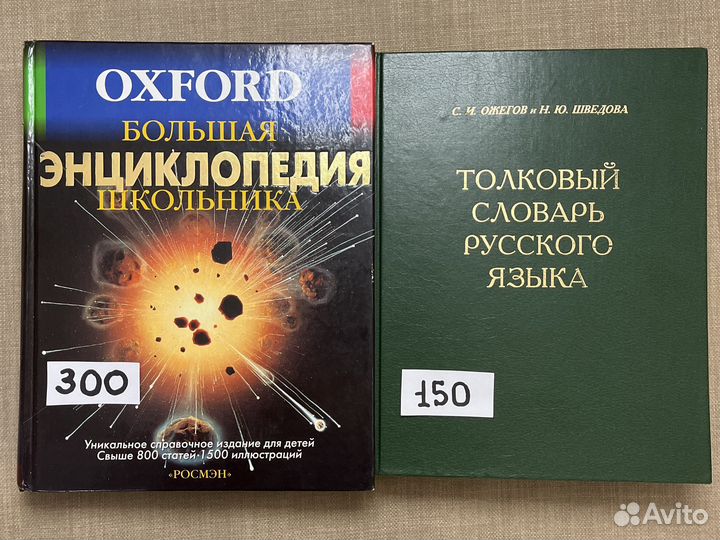 OXFORD
БОЛЬШАЯ
ЭНЦИКЛОПЕДИЯ
ШКОЛЬНИКА
300
Уникальное справочное издание для детей
Свыше 800 статей·1500 иллюстраций
«РОСМЭН»
С. И. ОЖЕГОВ и Н. Ю. ШВЕДОВА
ТОЛКОВЫЙ
СЛОВАРЬ
РУССКОГО
ЯЗЫКА
150
Avito